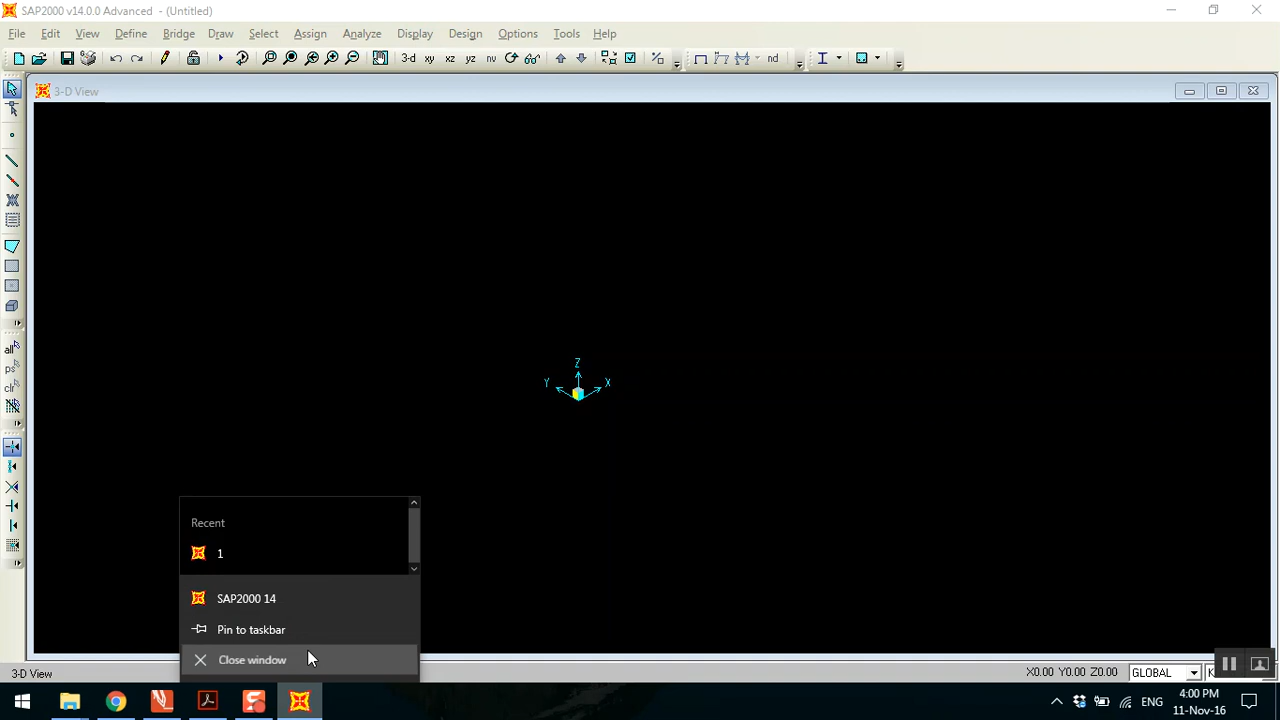 SAP2000 v14.0.0 Advanced - (Untitled)
File Edit View Define Bridge Draw Select Assign Analyze Display Design Options Tools Help
3-d xy xz yz nv nd
3-D View
all
ps
clr
Z
Y X
Recent
1
SAP2000 14
Pin to taskbar
Close window
3-D View
X0.00 Y0.00 Z0.00 GLOBAL
ENG
4:00 PM
11-Nov-16